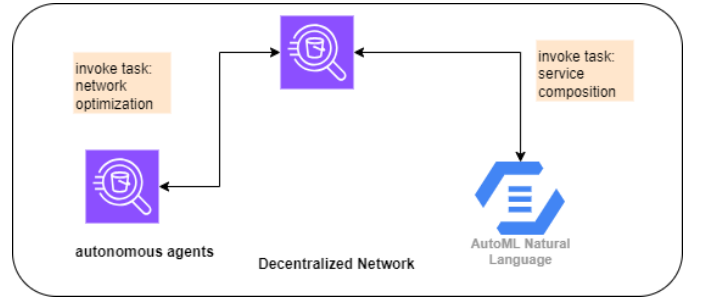 invoke task:
network
optimization
invoke task:
service
composition
autonomous agents
AutoML Natural
Language
Decentralized Network